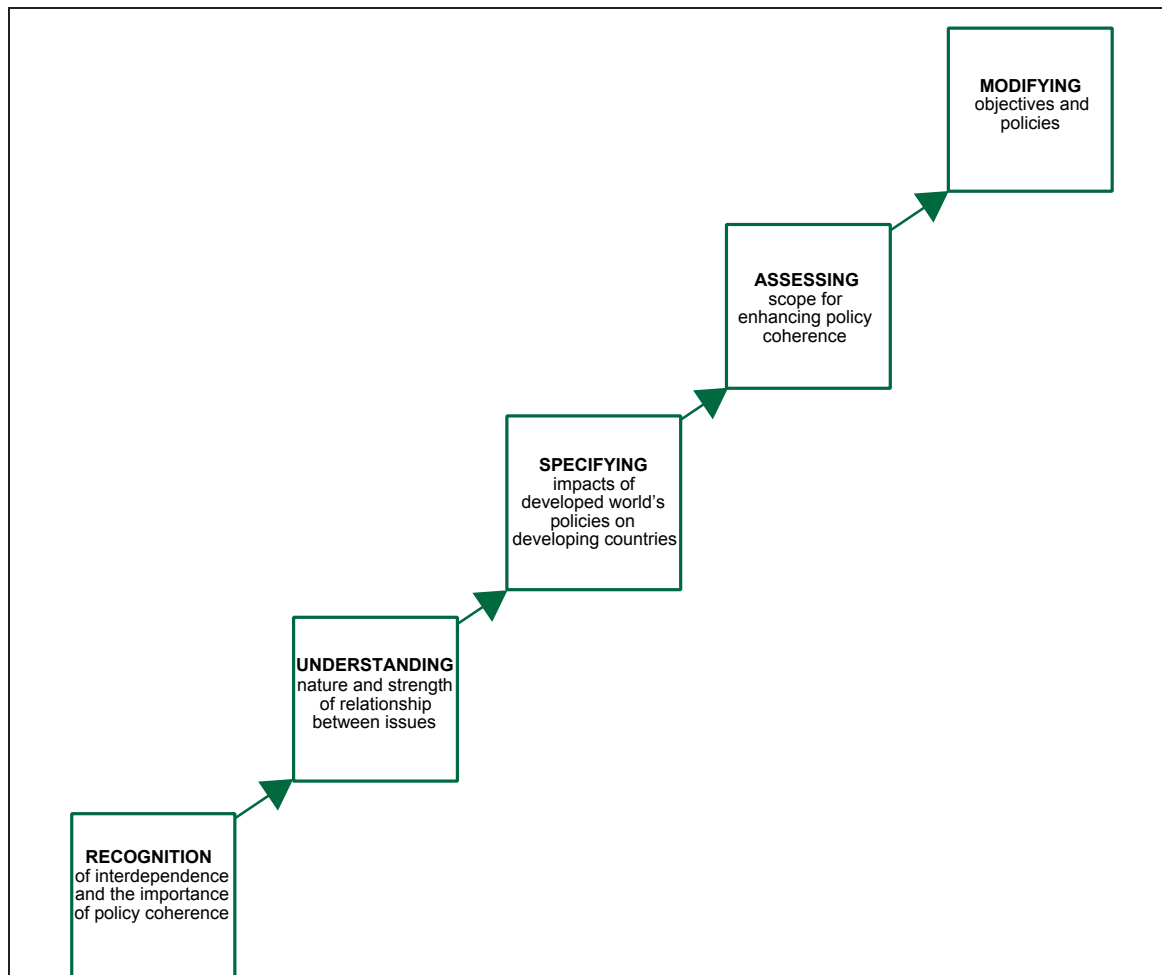 MODIFYING
objectives and
policies
ASSESSING
scope for
enhancing policy
coherence
SPECIFYING
impacts of
developed world’s
policies on
developing countries
UNDERSTANDING
nature and strength
of relationship
between issues
RECOGNITION
of interdependence
and the importance
of policy coherence